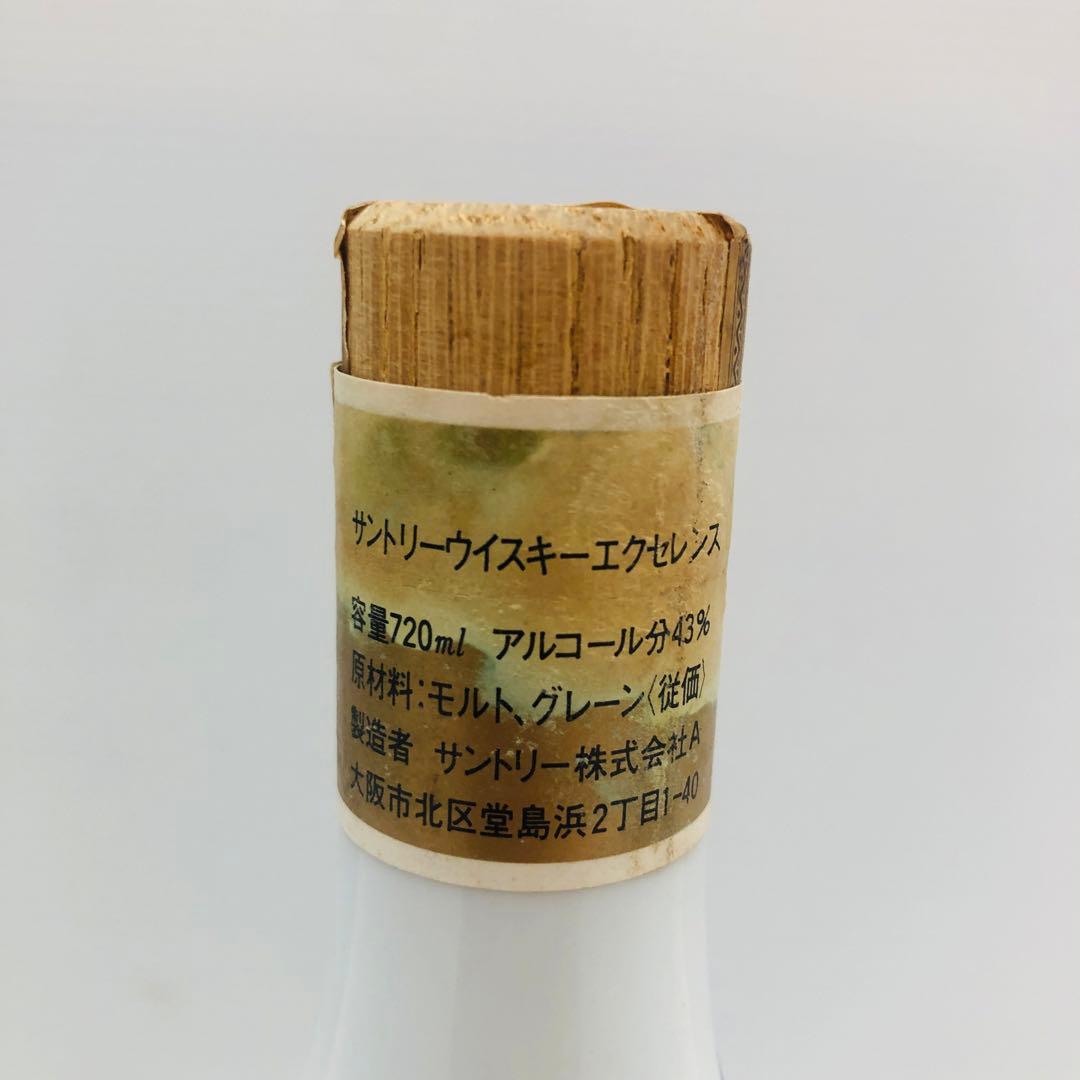 サントリーウイスキーエクセレンス
容量720ml アルコール分43%
原材料:モルト、グレーン〈従価〉
製造者 サントリー株式会社A
大阪市北区堂島浜2丁目1-40